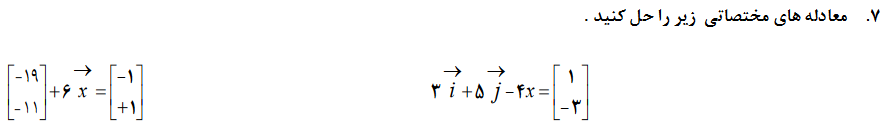 ۷. معادله های مختصاتی زیر را حل کنید .
۳ i⃗ +۵ j⃗ -۴x= [۱ -۳]
[-۱۹ -۱۱] +۶ x⃗ = [-۱ +۱]